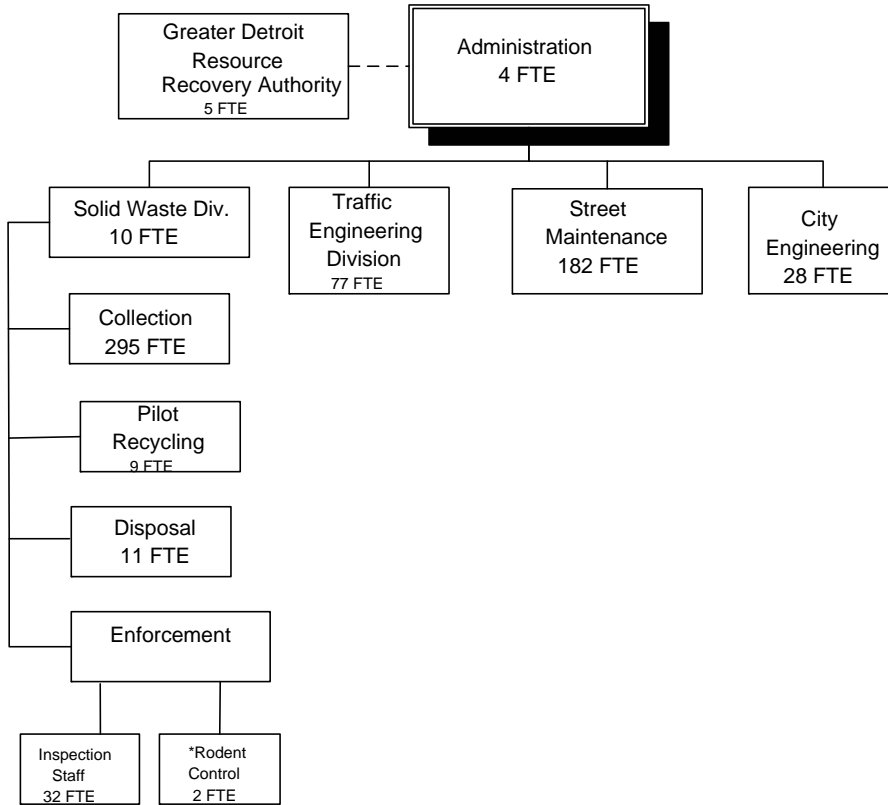 Greater Detroit
Resource
Recovery Authority
5 FTE
Administration
4 FTE
Solid Waste Div.
10 FTE
Traffic
Engineering
Division
77 FTE
Street
Maintenance
182 FTE
City
Engineering
28 FTE
Collection
295 FTE
Pilot
Recycling
9 FTE
Disposal
11 FTE
Enforcement
Inspection
Staff
32 FTE
*Rodent
Control
2 FTE